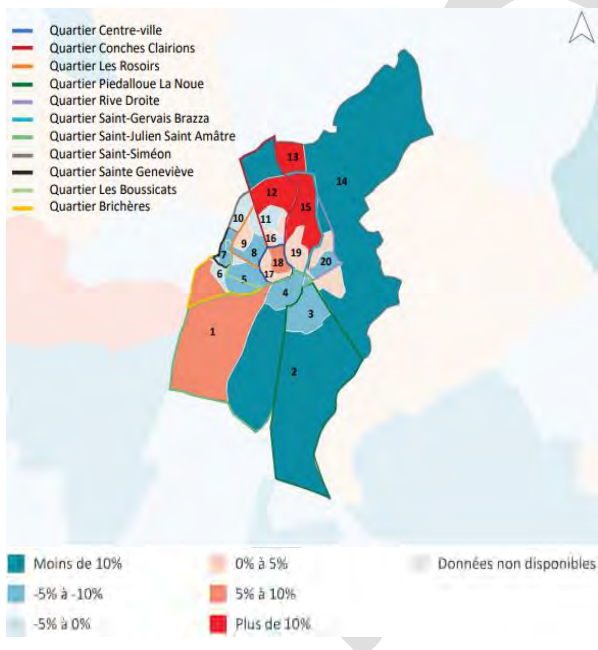 Quartier Centre-ville
Quartier Conches Clairions
Quartier Les Rosoirs
Quartier Piedalloue La Noue
Quartier Rive Droite
Quartier Saint-Gervais Brazza
Quartier Saint-Julien Saint Amâtre
Quartier Saint-Siméon
Quartier Sainte Geneviève
Quartier Les Boussicats
Quartier Brichères
13
14
12
15
10
11
16
9
8
19
7
18
20
6
17
5
4
3
1
2
Moins de 10%
-5% à -10%
-5% à 0%
0% à 5%
5% à 10%
Plus de 10%
Données non disponibles